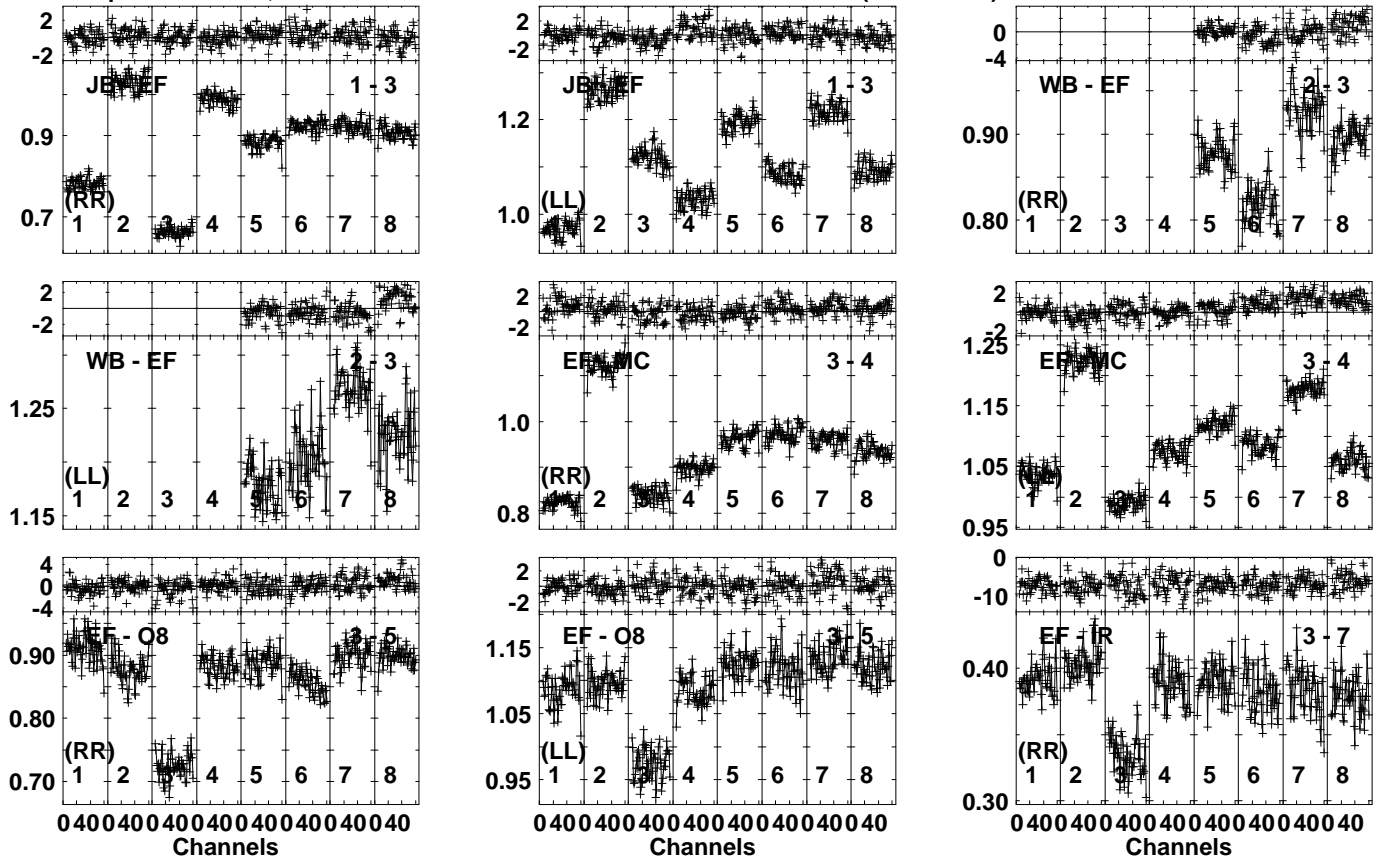 2
-2
JB - EF 1 - 3
0.9
0.7
(RR)
1 2 3 4 5 6 7 8
2
-2
JB - EF 1 - 3
1.2
1.0
(LL)
1 2 3 4 5 6 7 8
0
-4
WB - EF 2 - 3
0.90
0.80
(RR)
1 2 3 4 5 6 7 8
2
-2
WB - EF 2 - 3
1.25
1.15
(LL)
1 2 3 4 5 6 7 8
2
-2
EF - MC 3 - 4
1.0
0.8
(RR)
1 2 3 4 5 6 7 8
2
-2
EF - MC 3 - 4
1.25
1.15
1.05
0.95
(LL)
1 2 3 4 5 6 7 8
4
0
-4
EF - O8 3 - 5
0.90
0.80
0.70
(RR)
1 2 3 4 5 6 7 8
0 40 0 40 0 40 0 40 0 40 0 40 0 40 0 40
Channels
2
-2
EF - O8 3 - 5
1.15
1.05
0.95
(LL)
1 2 3 4 5 6 7 8
0 40 0 40 0 40 0 40 0 40 0 40 0 40 0 40
Channels
0
-10
EF - IR 3 - 7
0.40
0.30
(RR)
1 2 3 4 5 6 7 8
0 40 0 40 0 40 0 40 0 40 0 40 0 40 0 40
Channels